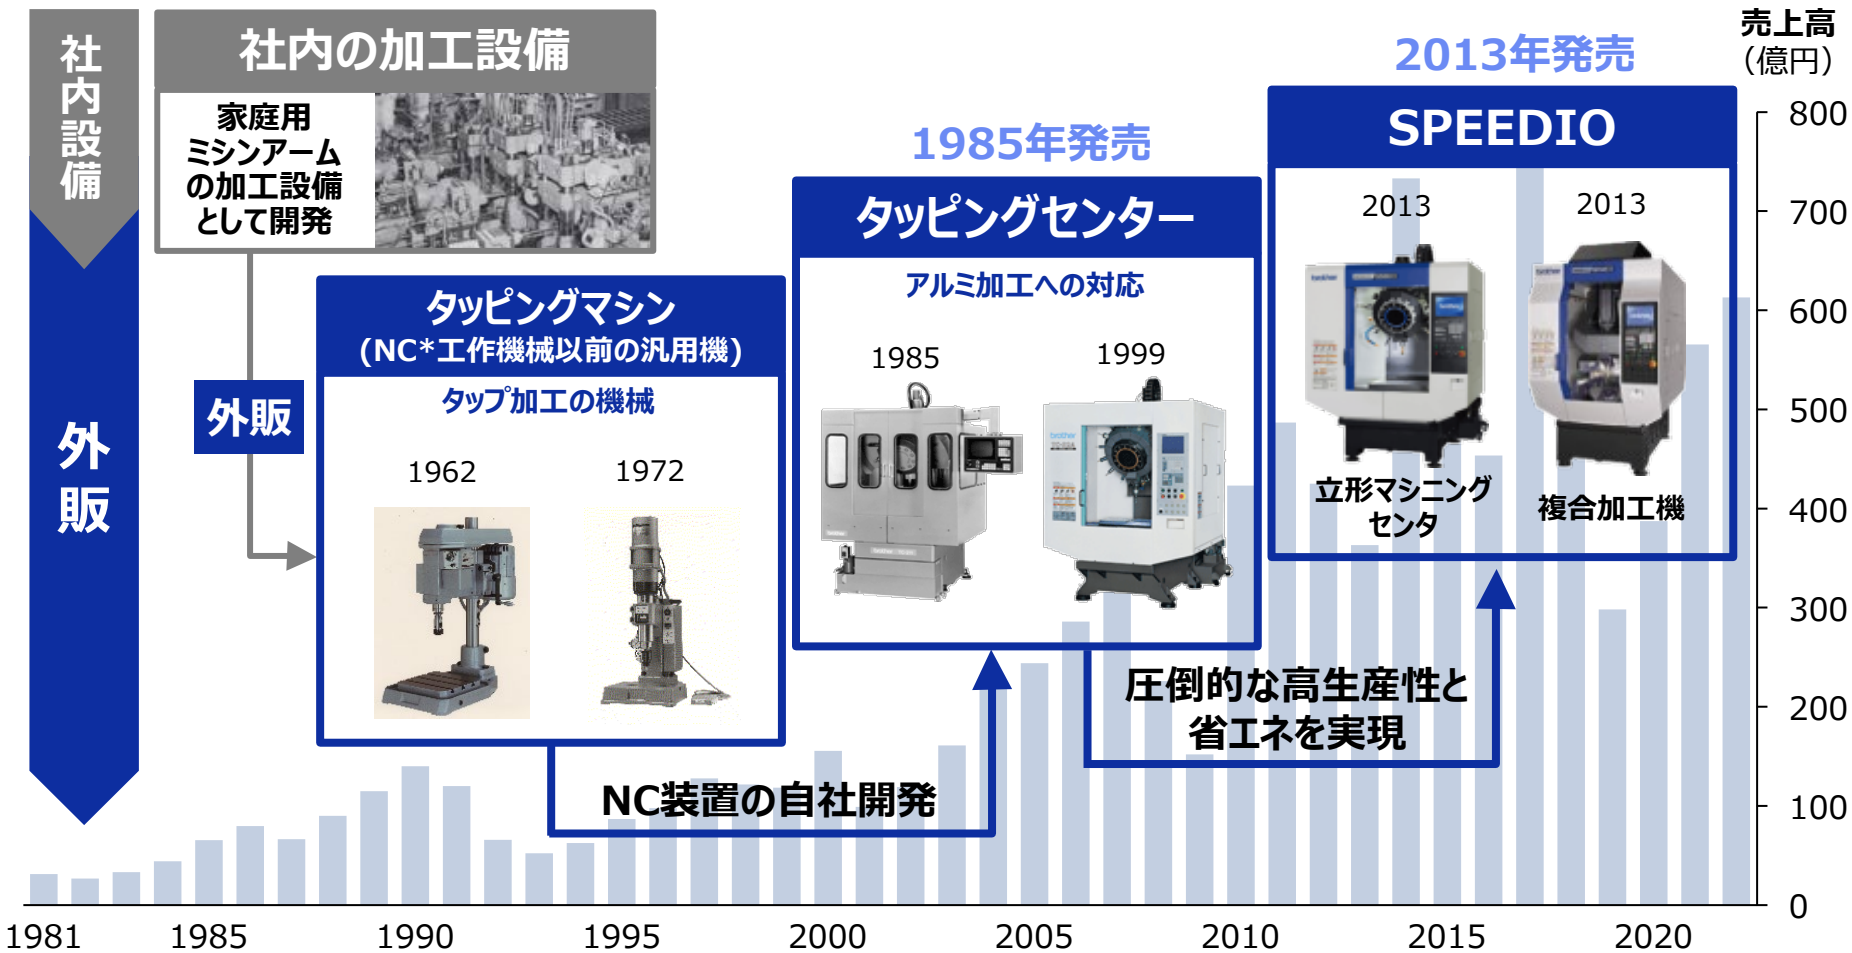 社内設備
外販
社内の加工設備
家庭用
ミシンアーム
の加工設備
として開発
外販
タッピングマシン
(NC*工作機械以前の汎用機)
タップ加工の機械
1962
1972
NC装置の自社開発
1985年発売
タッピングセンター
アルミ加工への対応
1985
1999
brother
圧倒的な高生産性と
省エネを実現
2013年発売
SPEEDIO
2013
2013
brother
立形マシニング
センタ
複合加工機
売上高
（億円）
800
700
600
500
400
300
200
100
0
1981
1985
1990
1995
2000
2005
2010
2015
2020